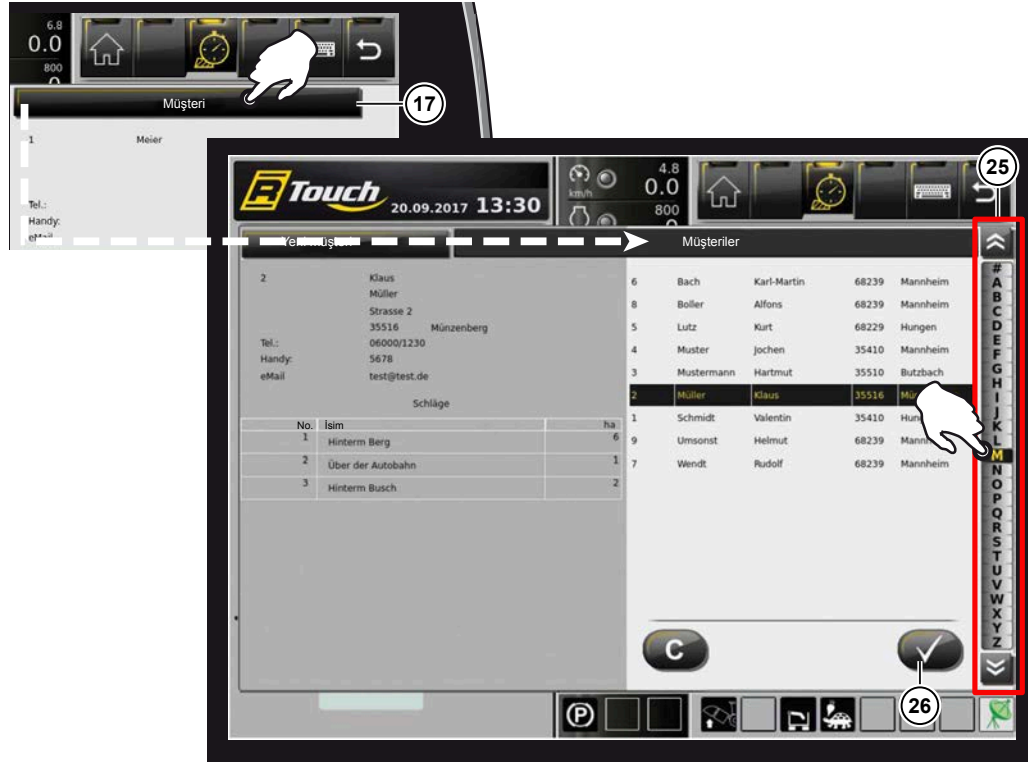 6.8
0.0
800
Müşteri
17
1 Meier
Tel.:
Handy:
eMail
25
Touch 20.09.2017 13:30
km/h
4.8
0.0
800
Yeni müşteri Müşteriler
2 Klaus
Müller
Strasse 2
35516 Münzenberg
Tel.: 06000/1230
Handy: 5678
eMail test@test.de
Schläge
No. İsim ha
1 Hinterm Berg 6
2 Über der Autobahn 1
3 Hinterm Busch 2
6 Bach Karl-Martin 68239 Mannheim
8 Boller Alfons 68239 Mannheim
5 Lutz Kurt 68229 Hungen
4 Muster Jochen 35410 Mannheim
3 Mustermann Hartmut 35510 Butzbach
2 Müller Klaus 35516
1 Schmidt Valentin 35410
9 Umsonst Helmut 68239
7 Wendt Rudolf 68239 Mannheim
#
A
B
C
D
E
F
G
H
I
J
K
L
M
N
O
P
Q
R
S
T
U
V
W
X
Y
Z
C
26
P